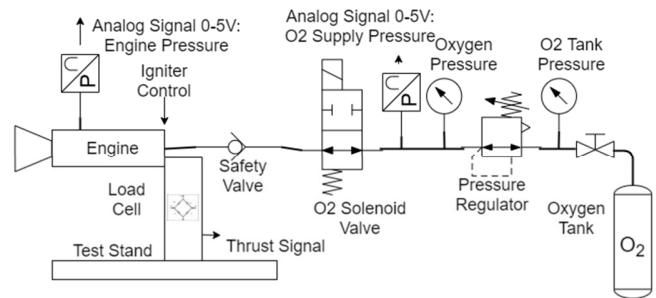 Analog Signal 0-5V:
Engine Pressure
Igniter
Control
Analog Signal 0-5V:
O2 Supply Pressure
Oxygen
Pressure
O2 Tank
Pressure
U
P
U
P
Engine
Safety
Valve
O2 Solenoid
Valve
Pressure
Regulator
Oxygen
Tank
O2
Load
Cell
Test Stand
Thrust Signal